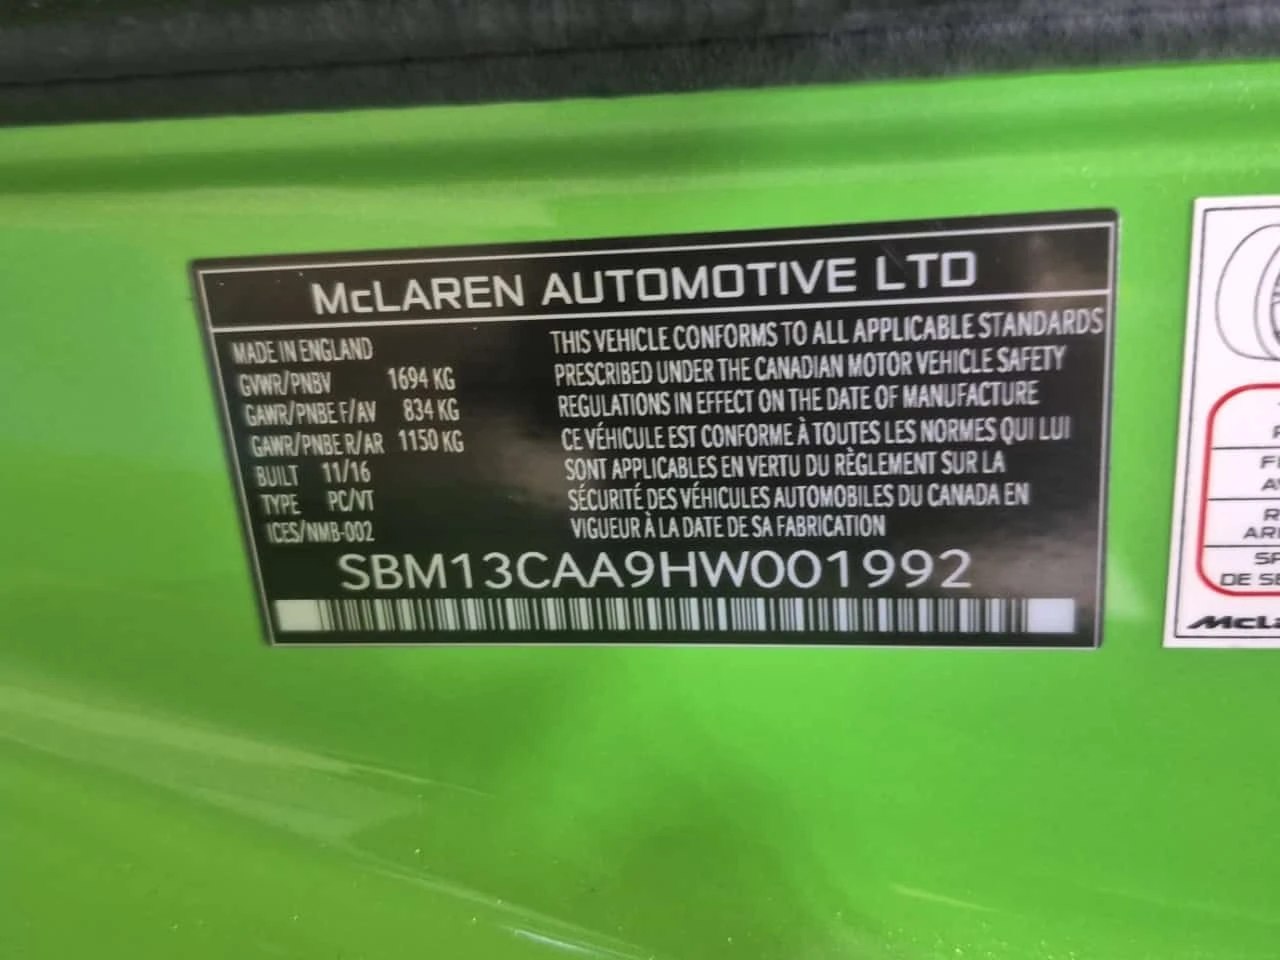 McLAREN AUTOMOTIVE LTD
MADE IN ENGLAND
GVWR/PNBV 1694 KG
GAWR/PNBE F/AV 834 KG
GAWR/PNBE R/AR 1150 KG
BUILT 11/16
TYPE PC/VT
ICES/NMB-002
THIS VEHICLE CONFORMS TO ALL APPLICABLE STANDARDS
PRESCRIBED UNDER THE CANADIAN MOTOR VEHICLE SAFETY
REGULATIONS IN EFFECT ON THE DATE OF MANUFACTURE
CE VÉHICULE EST CONFORME À TOUTES LES NORMES QUI LUI
SONT APPLICABLES EN VERTU DU RÈGLEMENT SUR LA
SÉCURITÉ DES VÉHICULES AUTOMOBILES DU CANADA EN
VIGUEUR À LA DATE DE SA FABRICATION
SBM13CAA9HW001992
DE SE
McLa